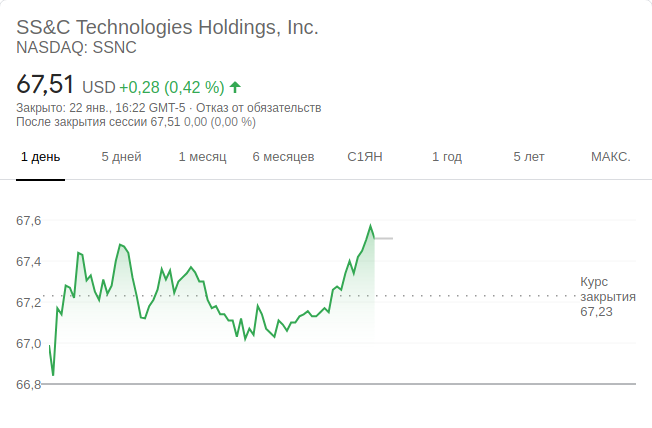 SS&C Technologies Holdings, Inc.
NASDAQ: SSNC
67,51 USD +0,28 (0,42 %)
Закрыто: 22 янв., 16:22 GMT-5 · Отказ от обязательств
После закрытия сессии 67,51 0,00 (0,00 %)
1 день 5 дней 1 месяц 6 месяцев С1ЯН 1 год 5 лет МАКС.
67,6
67,4
67,2
67,0
66,8
Курс
закрытия
67,23